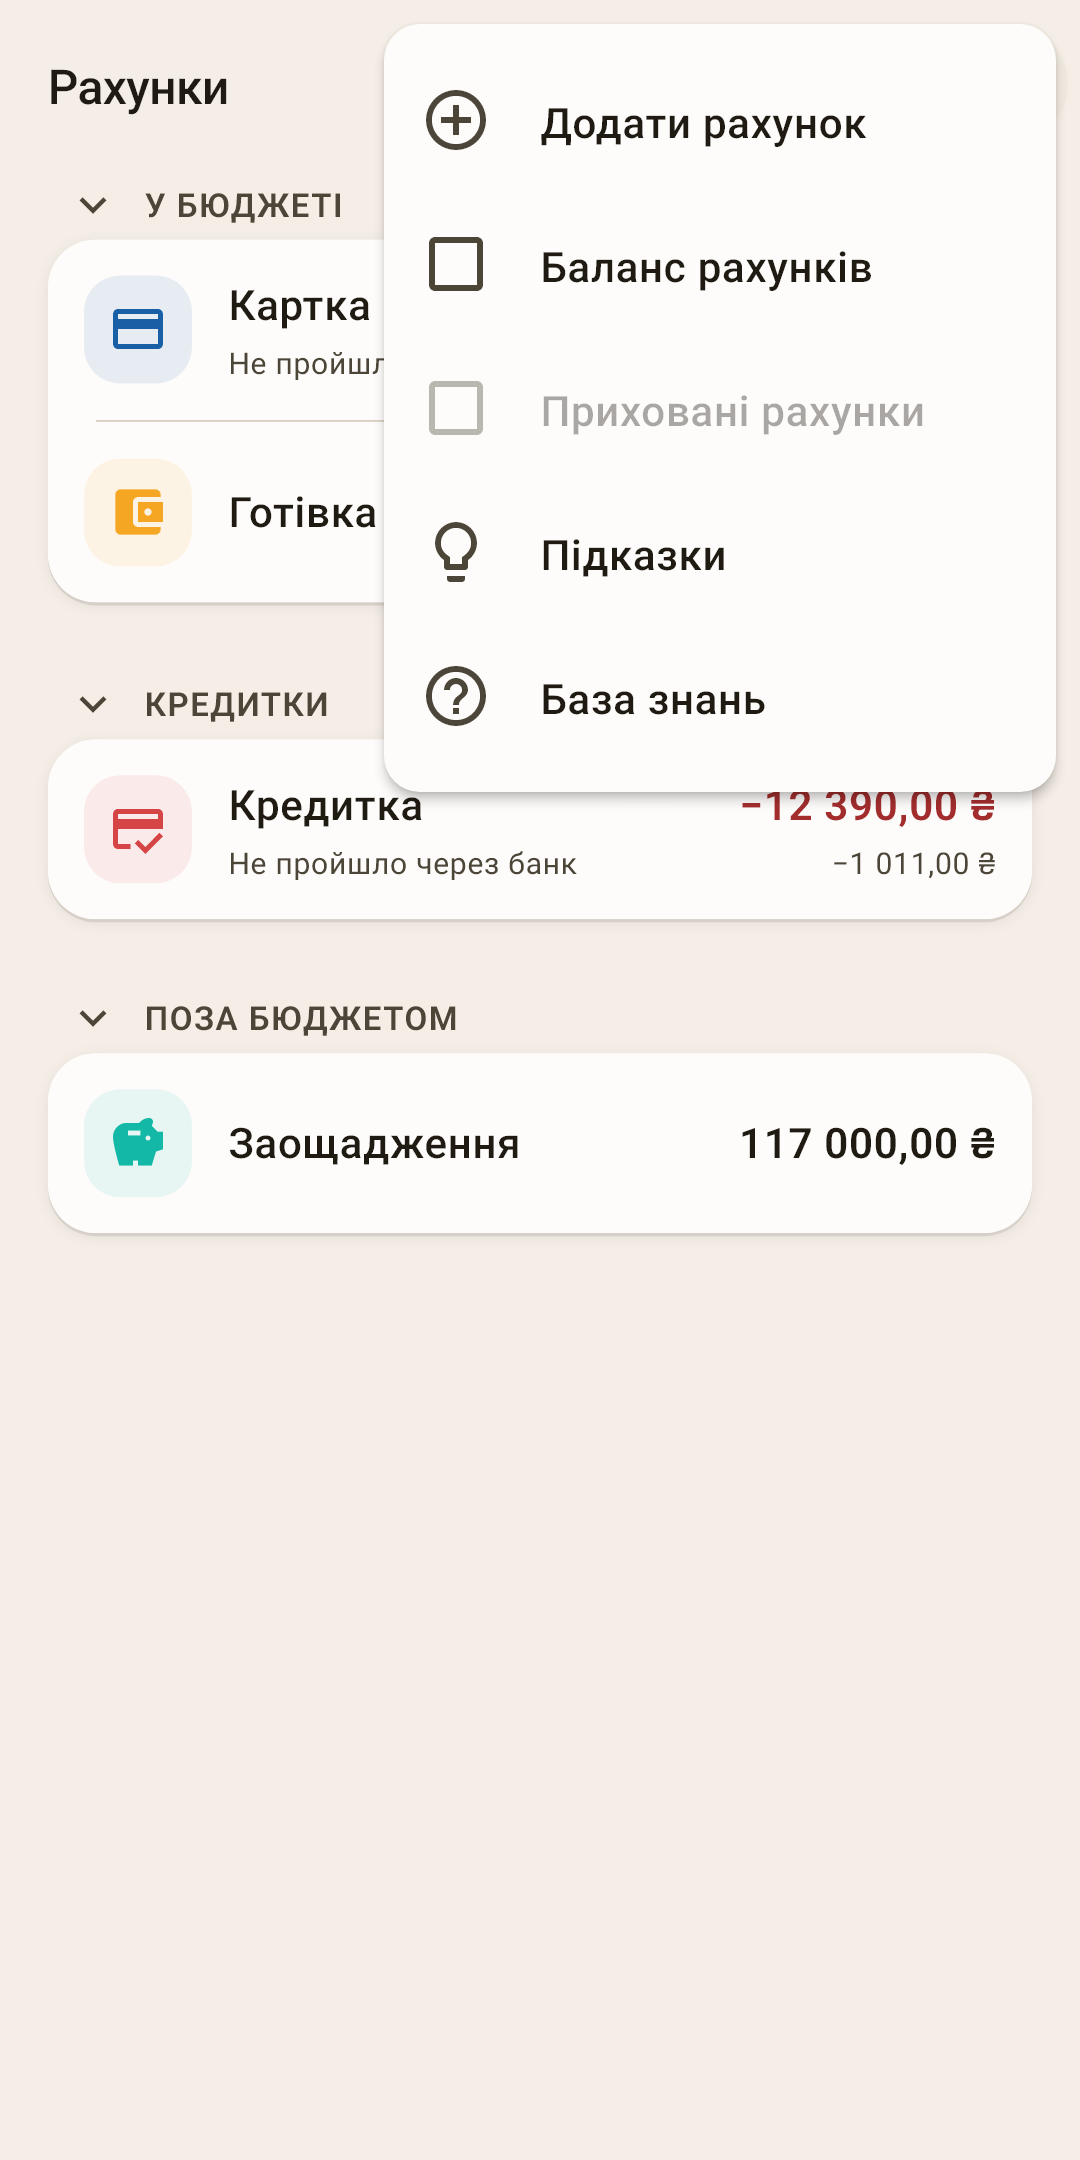 Рахунки
Додати рахунок
Баланс рахунків
Приховані рахунки
Підказки
База знань
У БЮДЖЕТІ
Картка
Не
Готівка
КРЕДИТКИ
Кредитка −12 390,00 ₴
Не пройшло через банк −1 011,00 ₴
ПОЗА БЮДЖЕТОМ
Заощадження 117 000,00 ₴